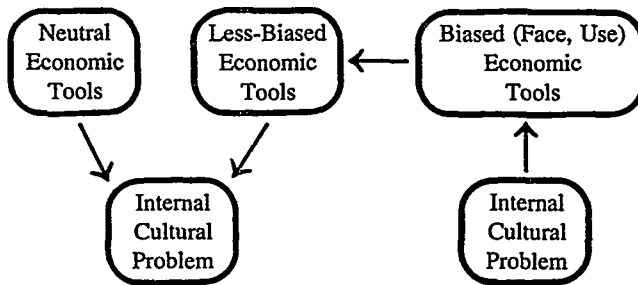 Neutral
Economic
Tools
Less-Biased
Economic
Tools
Biased (Face, Use)
Economic
Tools
Internal
Cultural
Problem
Internal
Cultural
Problem